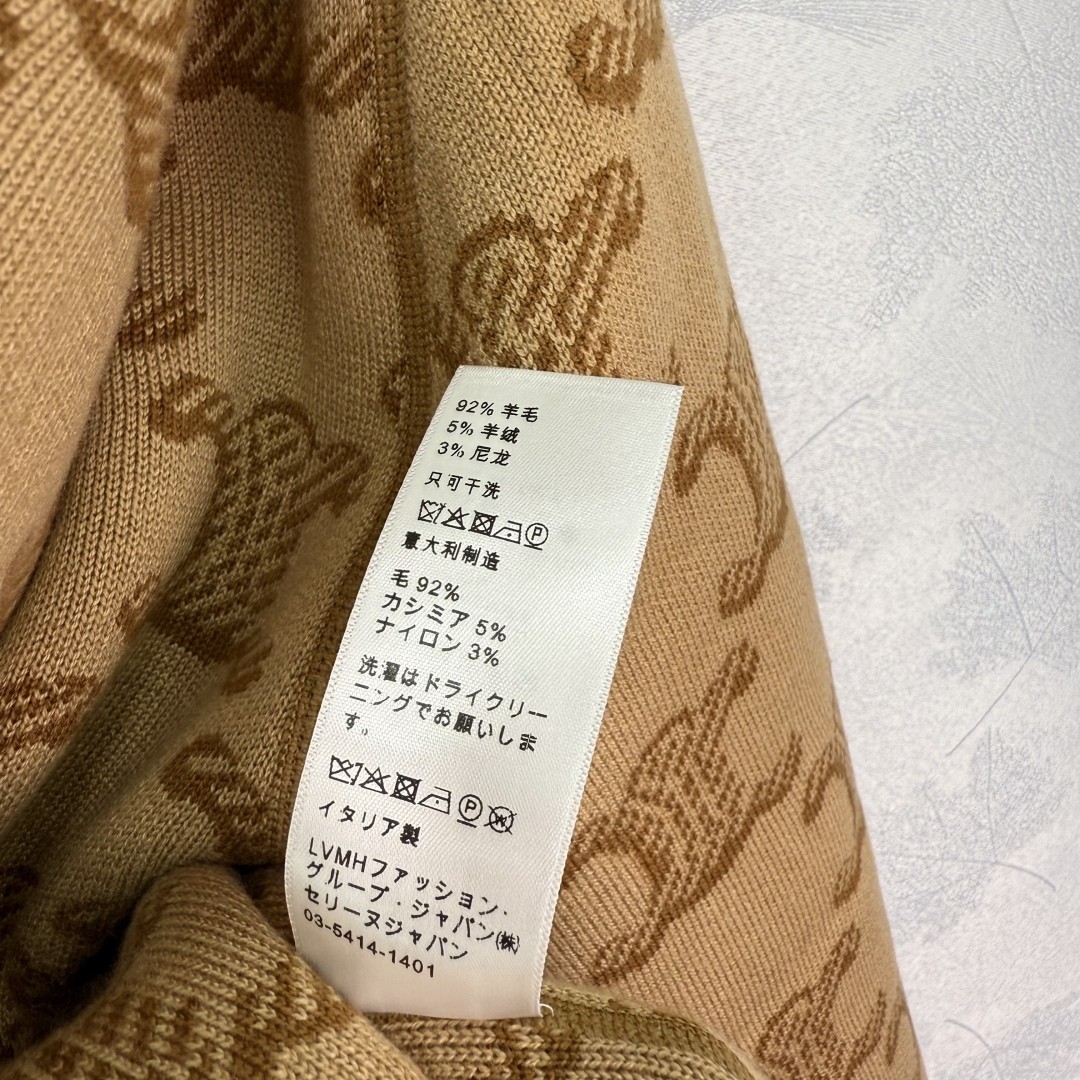 92% 羊毛
5% 羊绒
3% 尼龙
只可干洗
P
意大利制造
毛 92%
カシミア 5%
ナイロン 3%
洗濯はドライクリー
ニングでお願いしま
す。
P W
イタリア製
LVMHファッション.
グループ.ジャパン(株)
セリーヌジャパン
03-5414-1401